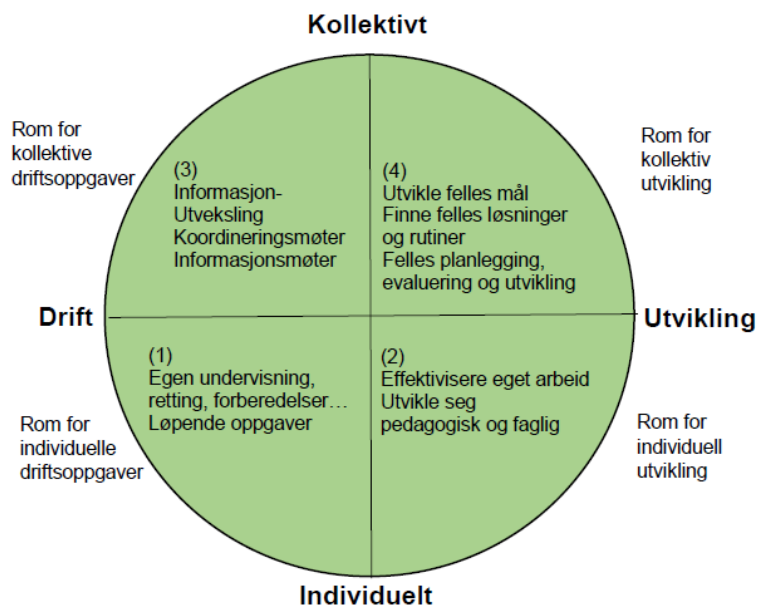 Kollektivt
Rom for
kollektive
driftsoppgaver
(3)
Informasjon-
Utveksling
Koordineringsmøter
Informasjonsmøter
(4)
Utvikle felles mål
Finne felles løsninger
og rutiner
Felles planlegging,
evaluering og utvikling
Rom for
kollektiv
utvikling
Drift
Utvikling
Rom for
individuelle
driftsoppgaver
(1)
Egen undervisning,
retting, forberedelser…
Løpende oppgaver
(2)
Effektivisere eget arbeid
Utvikle seg
pedagogisk og faglig
Rom for
individuell
utvikling
Individuelt